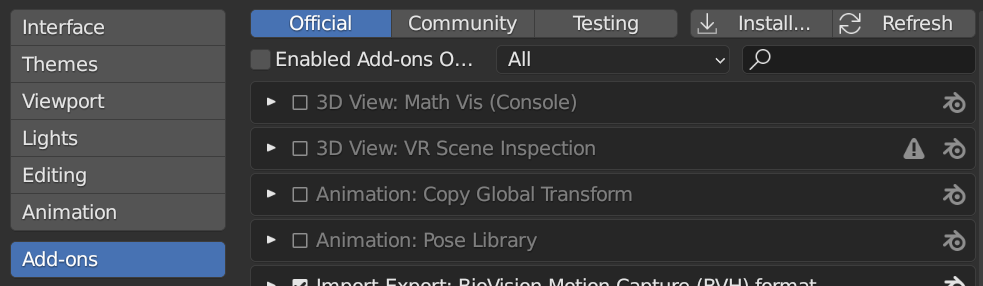 Interface
Themes
Viewport
Lights
Editing
Animation
Add-ons
Official Community Testing Install... Refresh
Enabled Add-ons O... All
3D View: Math Vis (Console)
3D View: VR Scene Inspection
Animation: Copy Global Transform
Animation: Pose Library
Import Export: BioVision Motion Capture (BVH) format